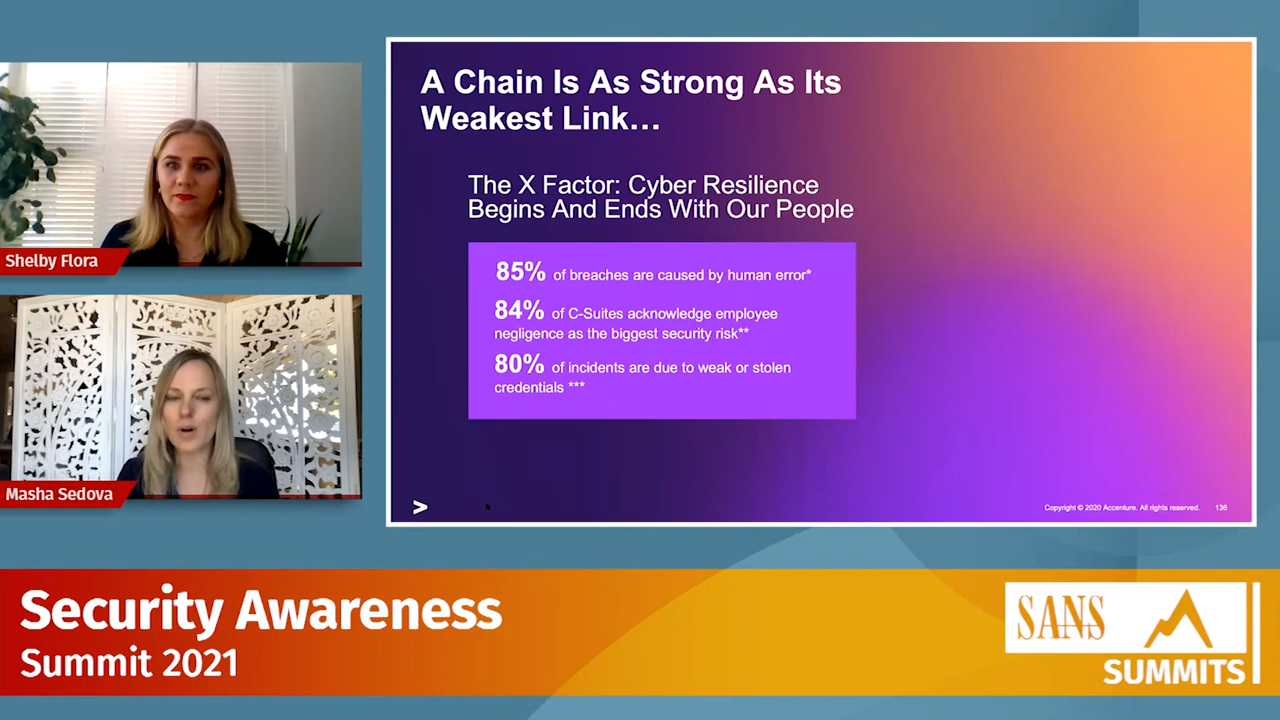 Shelby Flora
Masha Sedova
A Chain Is As Strong As Its
Weakest Link…
The X Factor: Cyber Resilience
Begins And Ends With Our People
85% of breaches are caused by human error*
84% of C-Suites acknowledge employee
negligence as the biggest security risk**
80% of incidents are due to weak or stolen
credentials ***
>
Copyright © 2020 Accenture. All rights reserved. 136
Security Awareness
Summit 2021
SANS
SUMMITS